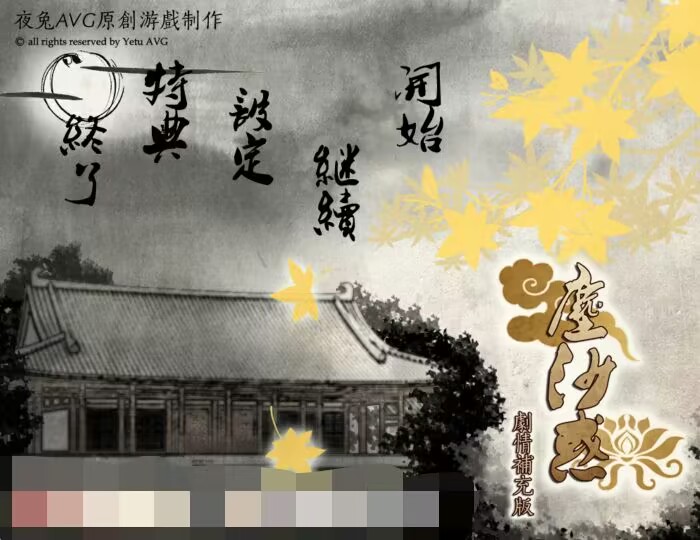 夜兔AVG原創游戲制作
© all rights reserved by Yetu AVG
開始
繼續
設定
特典
終了
塵沙惑
劇情補充版